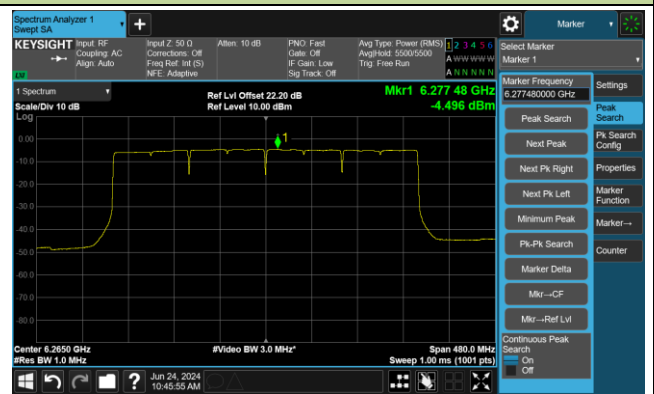 Spectrum Analyzer 1
Swept SA
+
Marker
KEYSIGHT
Input: RF
Coupling: AC
Align: Auto
Input Z: 50 Ω
Corrections: Off
Freq Ref: Int (S)
NFE: Adaptive
Atten: 10 dB
PNO: Fast
Gate: Off
IF Gain: Low
Sig Track: Off
Avg Type: Power (RMS)
Avg|Hold: 5500/5500
Trig: Free Run
1 2 3 4 5 6
A W W W W W
A N N N N N
LW
Select Marker
Marker 1
1 Spectrum
Scale/Div 10 dB
Log
Ref Lvl Offset 22.20 dB
Ref Level 10.00 dBm
Mkr1 6.277 48 GHz
-4.496 dBm
1
0.00
-10.0
-20.0
-30.0
-40.0
-50.0
-60.0
-70.0
-80.0
Center 6.2650 GHz
#Res BW 1.0 MHz
#Video BW 3.0 MHz*
Span 480.0 MHz
Sweep 1.00 ms (1001 pts)
Marker Frequency
6.277480000 GHz
Peak Search
Next Peak
Next Pk Right
Next Pk Left
Minimum Peak
Pk-Pk Search
Marker Delta
Mkr→CF
Mkr→Ref Lvl
Continuous Peak
Search
On
Off
Settings
Peak
Search
Pk Search
Config
Properties
Marker
Function
Marker→
Counter
?
Jun 24, 2024
10:45:55 AM